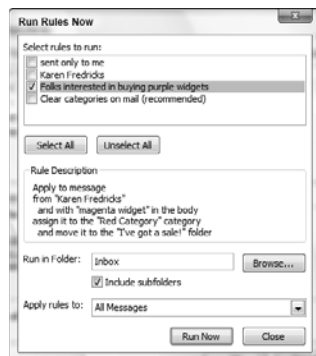 Run Rules Now
Select rules to run:
sent only to me
Karen Fredricks
Folks interested in buying purple widgets
Clear categories on mail (recommended)
Select All Unselect All
Rule Description
Apply to message
from "Karen Fredricks"
and with "magenta widget" in the body
assign it to the "Red Category" category
and move it to the "I've got a sale!" folder
Run in Folder: Inbox Browse...
Include subfolders
Apply rules to: All Messages
Run Now Close